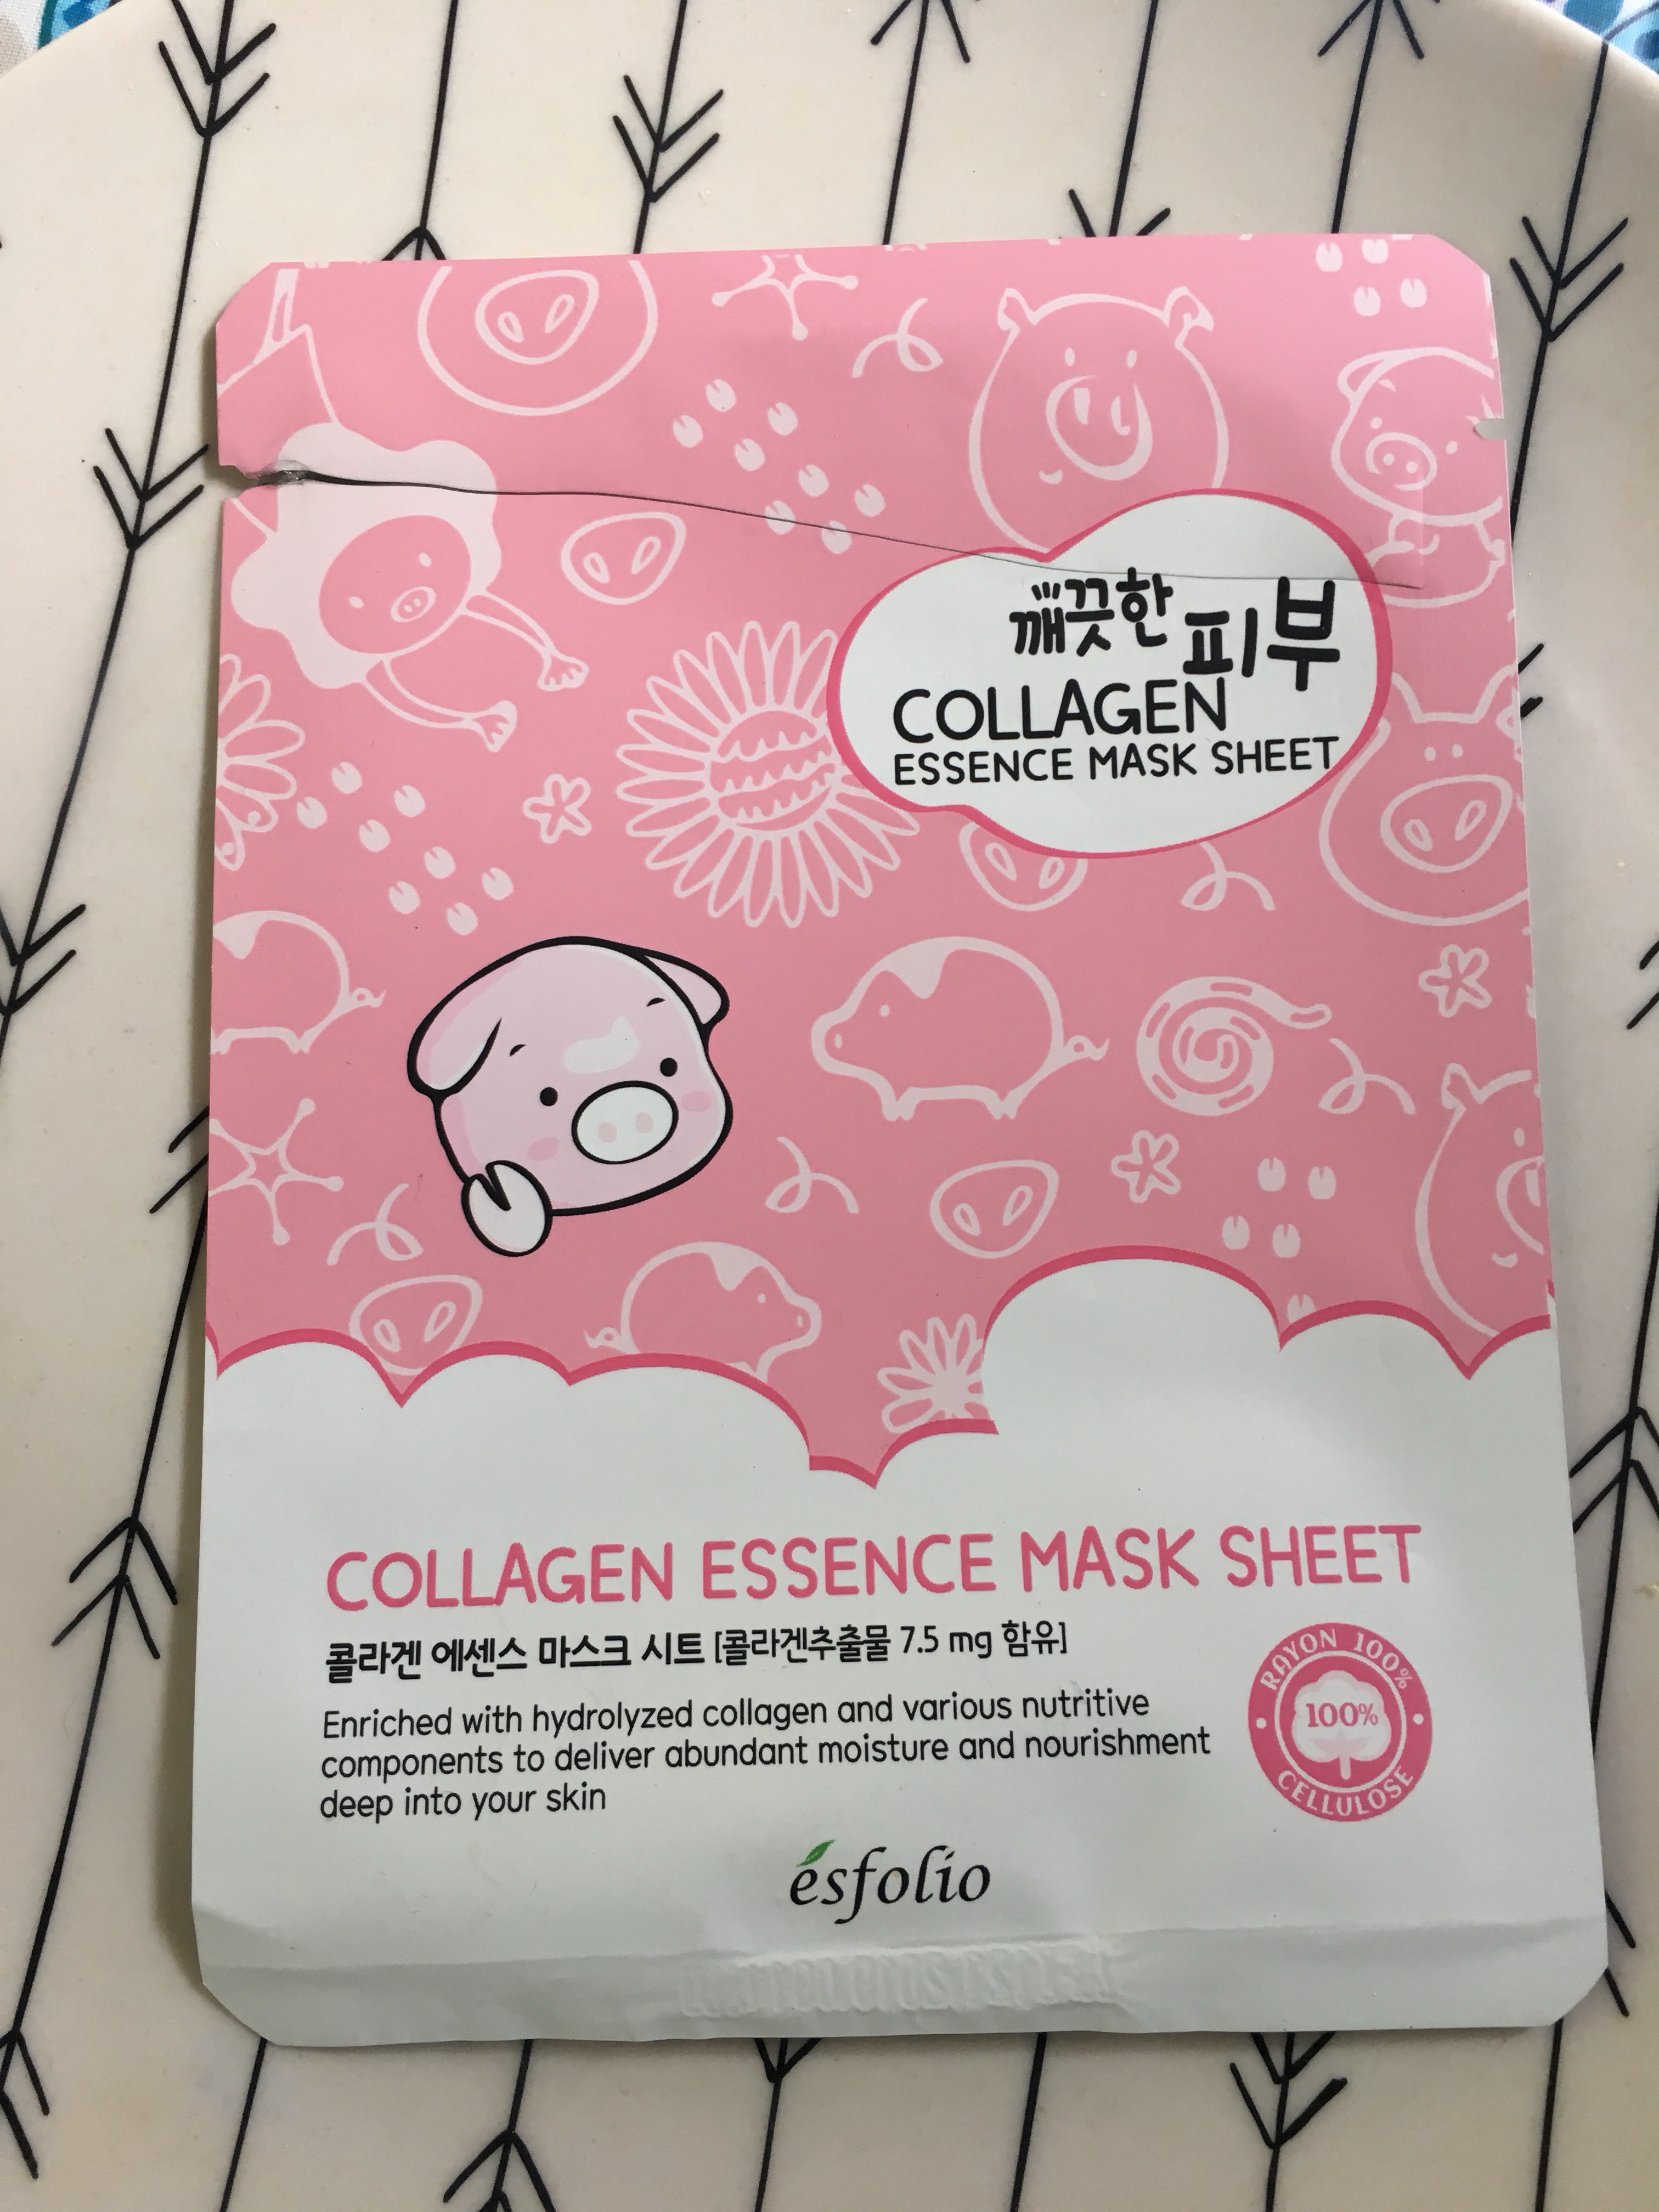 깨끗한 피부
COLLAGEN
ESSENCE MASK SHEET
COLLAGEN ESSENCE MASK SHEET
콜라겐 에센스 마스크 시트 [콜라겐추출물 7.5 mg 함유]
Enriched with hydrolyzed collagen and various nutritive
components to deliver abundant moisture and nourishment
deep into your skin
RAYON 100%
100%
CELLULOSE
ésfolio